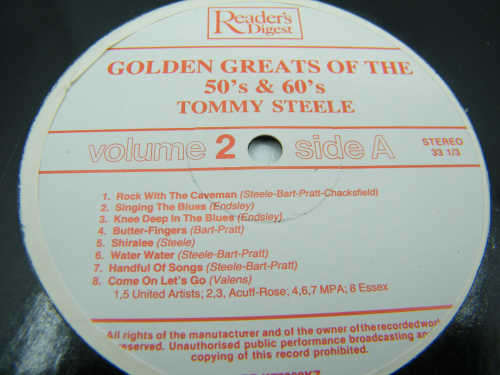 Reader's
Digest
GOLDEN GREATS OF THE
50's & 60's
TOMMY STEELE
volume 2 side A
STEREO
33 1/3
1. Rock With The Caveman (Steele-Bart-Pratt-Chacksfield)
2. Singing The Blues (Endsley)
3. Knee Deep In The Blues (Endsley)
4. Butter-Fingers (Bart-Pratt)
5. Shiralee (Steele)
6. Water Water (Steele-Bart-Pratt)
7. Handful Of Songs (Steele-Bart-Pratt)
8. Come On Let's Go (Valens)
1,5 United Artists; 2,3, Acuff-Rose; 4,6,7 MPA; 8 Essex
All rights of the manufacturer and of the owner of the recorded work
reserved. Unauthorised public performance broadcasting and
copying of this record prohibited.